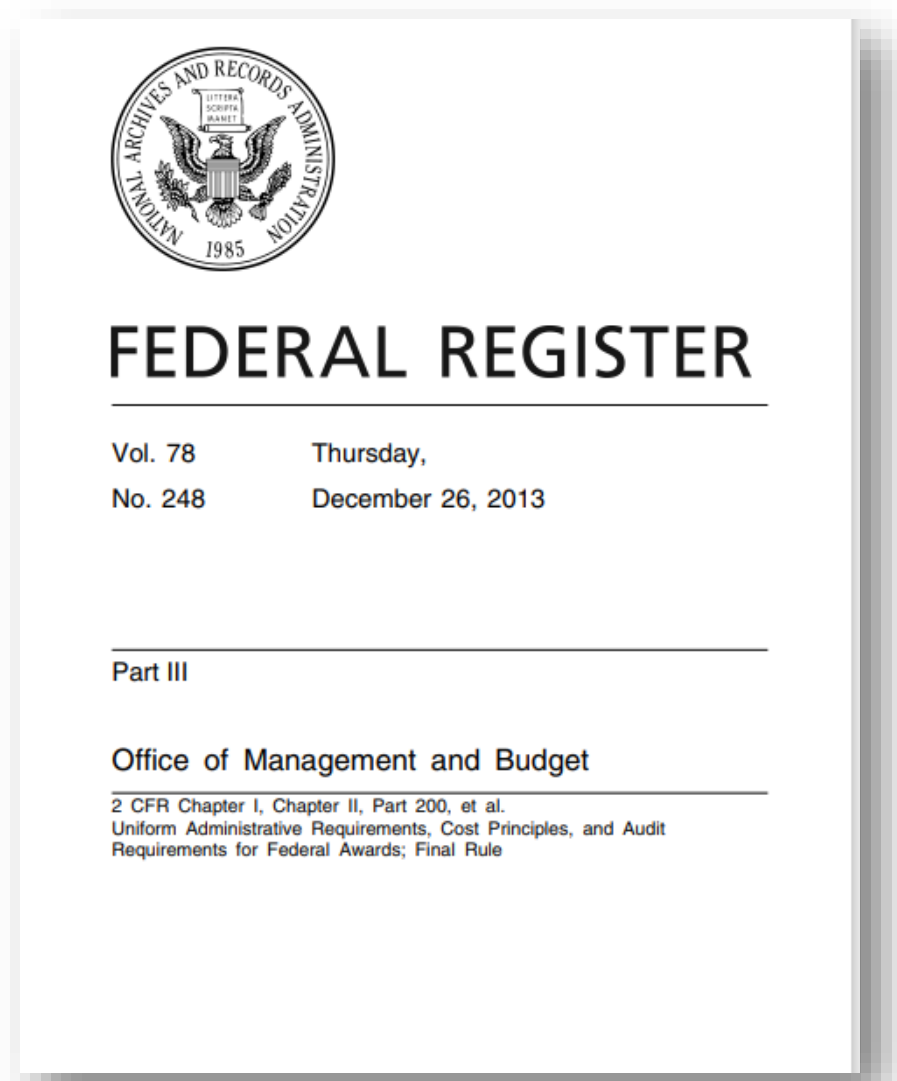 NATIONAL ARCHIVES AND RECORDS ADMINISTRATION
LITTERA
SCRIPTA
MANET
1985
FEDERAL REGISTER
Vol. 78 Thursday,
No. 248 December 26, 2013
Part III
Office of Management and Budget
2 CFR Chapter I, Chapter II, Part 200, et al.
Uniform Administrative Requirements, Cost Principles, and Audit
Requirements for Federal Awards; Final Rule